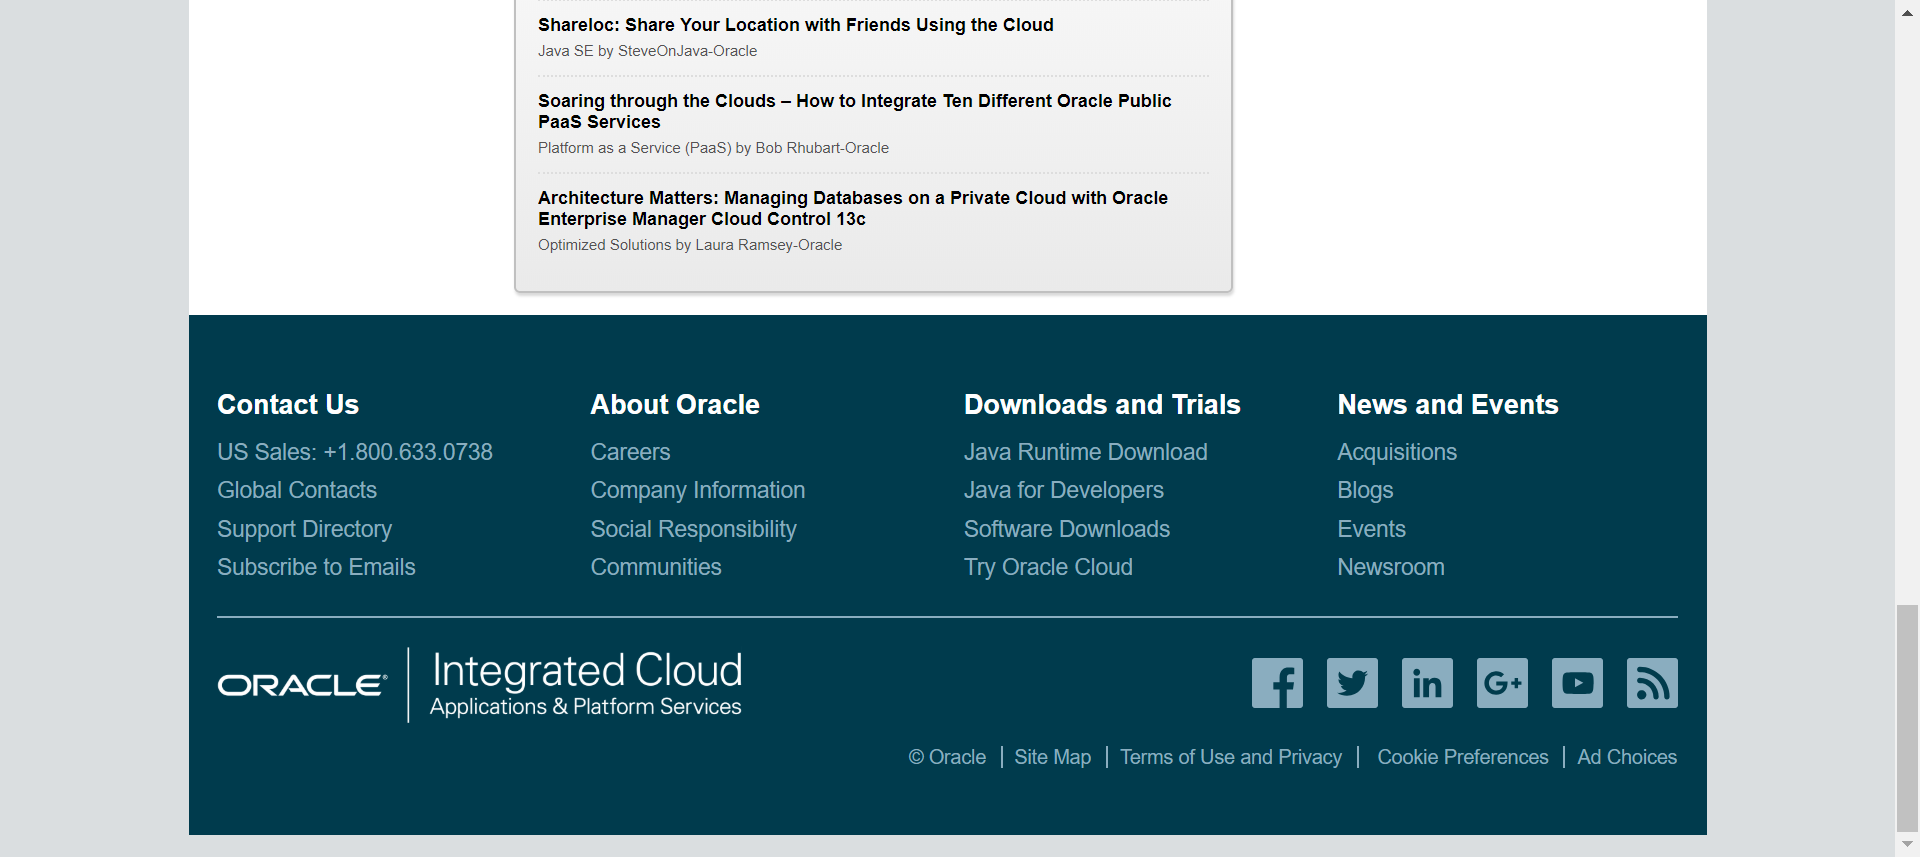 Shareloc: Share Your Location with Friends Using the Cloud
Java SE by SteveOnJava-Oracle
Soaring through the Clouds – How to Integrate Ten Different Oracle Public
PaaS Services
Platform as a Service (PaaS) by Bob Rhubart-Oracle
Architecture Matters: Managing Databases on a Private Cloud with Oracle
Enterprise Manager Cloud Control 13c
Optimized Solutions by Laura Ramsey-Oracle
Contact Us
US Sales: +1.800.633.0738
Global Contacts
Support Directory
Subscribe to Emails
About Oracle
Careers
Company Information
Social Responsibility
Communities
Downloads and Trials
Java Runtime Download
Java for Developers
Software Downloads
Try Oracle Cloud
News and Events
Acquisitions
Blogs
Events
Newsroom
ORACLE®
Integrated Cloud
Applications & Platform Services
© Oracle | Site Map | Terms of Use and Privacy | Cookie Preferences | Ad Choices